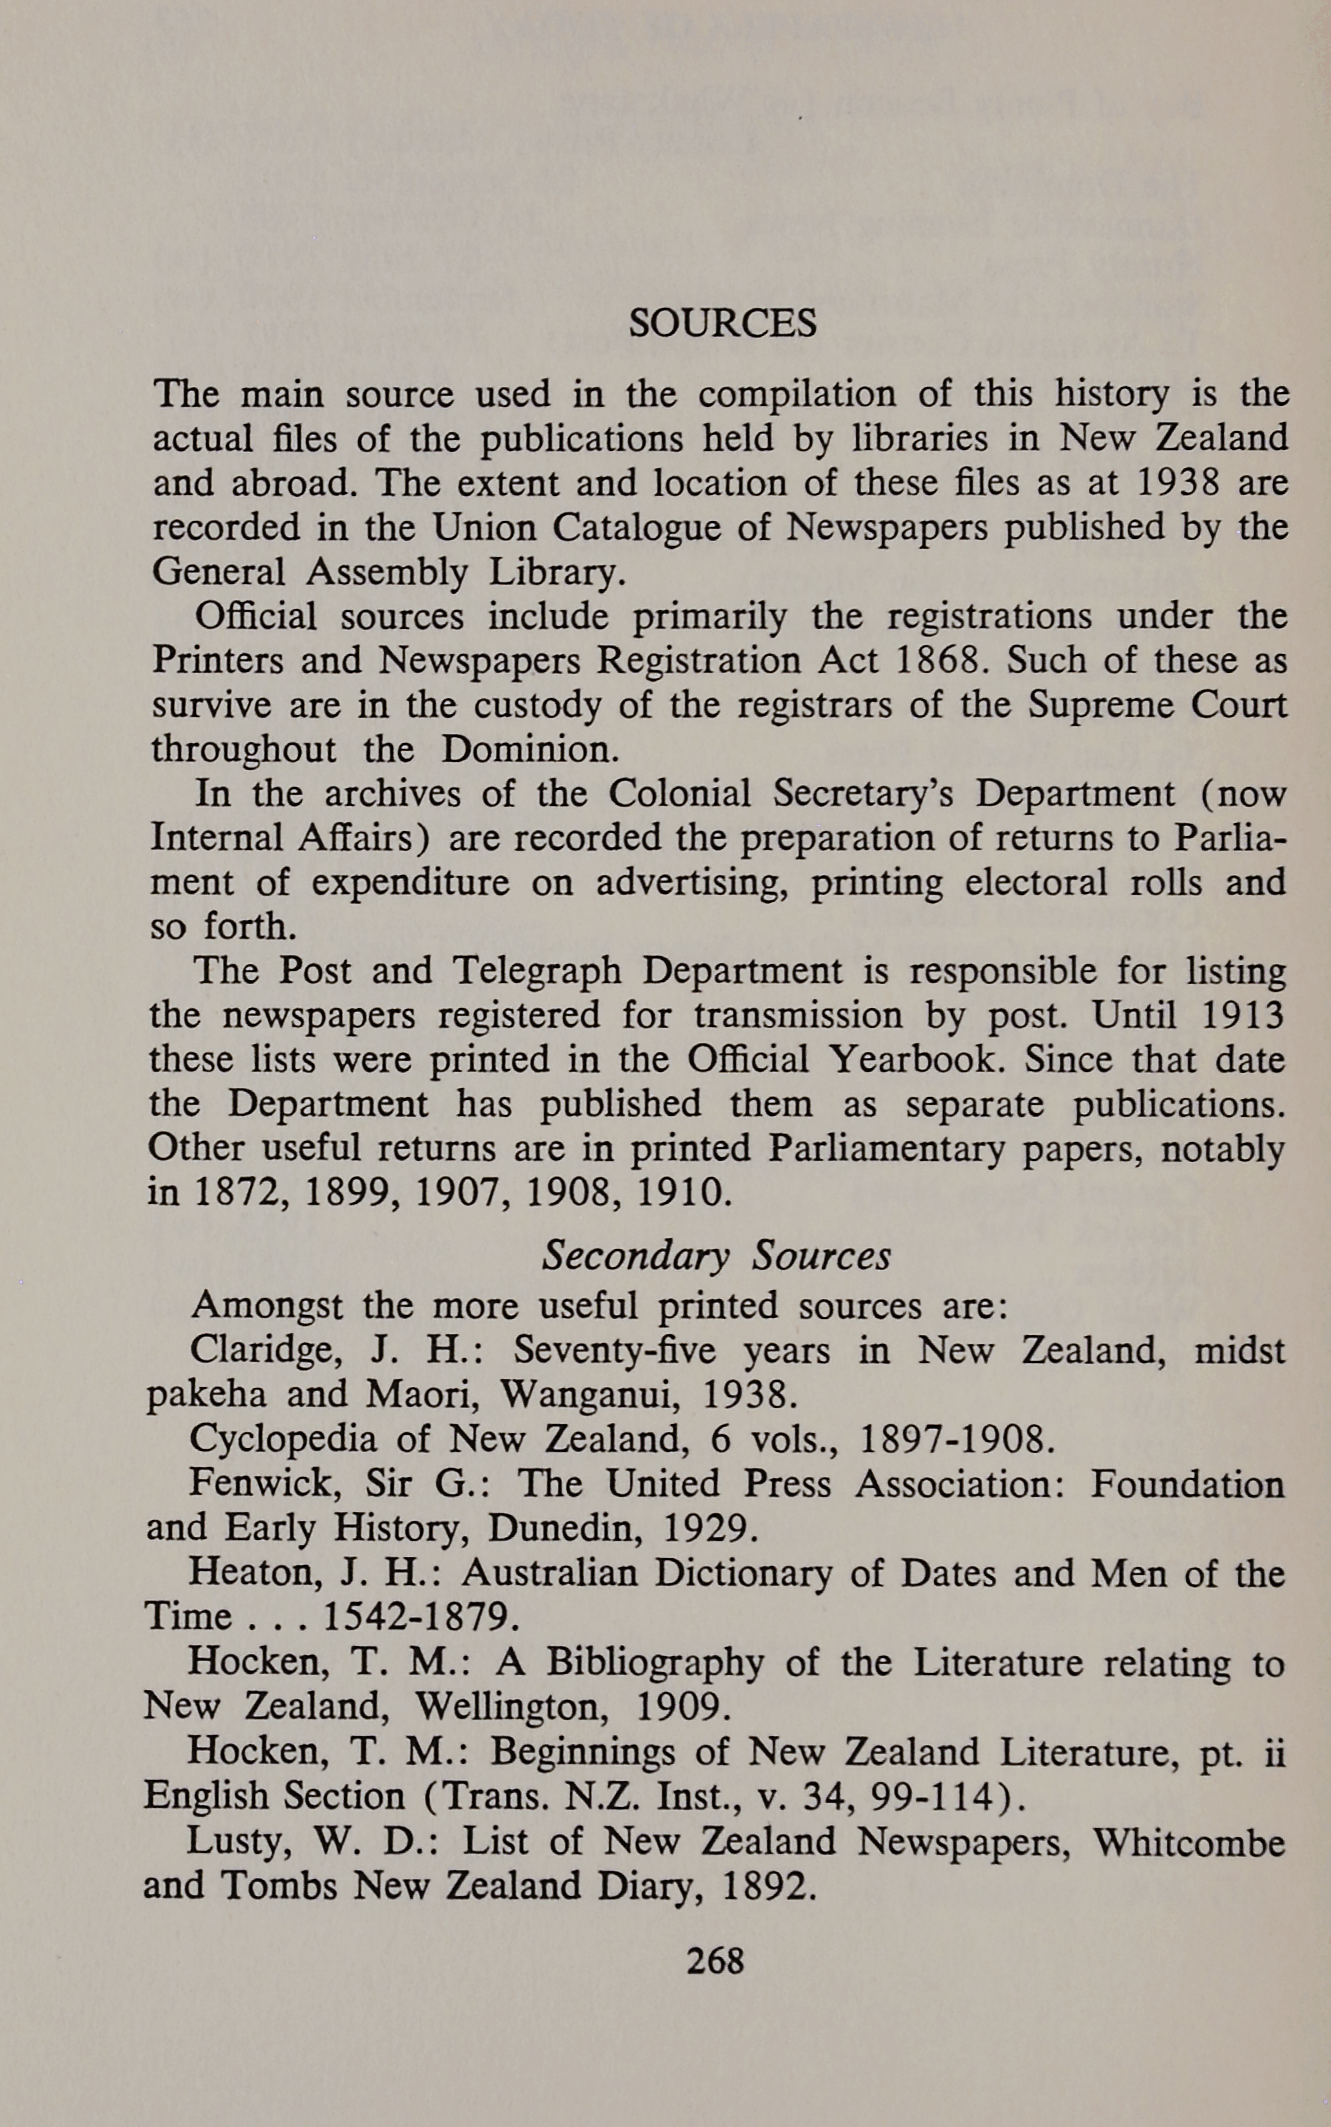 SOURCES
The main source used in the compilation of this history is the
actual files of the publications held by libraries in New Zealand
and abroad. The extent and location of these files as at 1938 are
recorded in the Union Catalogue of Newspapers published by the
General Assembly Library.
Official sources include primarily the registrations under the
Printers and Newspapers Registration Act 1868. Such of these as
survive are in the custody of the registrars of the Supreme Court
throughout the Dominion.
In the archives of the Colonial Secretary's Department (now
Internal Affairs) are recorded the preparation of returns to Parlia-
ment of expenditure on advertising, printing electoral rolls and
so forth.
The Post and Telegraph Department is responsible for listing
the newspapers registered for transmission by post. Until 1913
these lists were printed in the Official Yearbook. Since that date
the Department has published them as separate publications.
Other useful returns are in printed Parliamentary papers, notably
in 1872, 1899, 1907, 1908, 1910.
Secondary Sources
Amongst the more useful printed sources are:
Claridge, J. H.: Seventy-five years in New Zealand, midst
pakeha and Maori, Wanganui, 1938.
Cyclopedia of New Zealand, 6 vols., 1897-1908.
Fenwick, Sir G.: The United Press Association: Foundation
and Early History, Dunedin, 1929.
Heaton, J. H.: Australian Dictionary of Dates and Men of the
Time . . . 1542-1879.
Hocken, T. M.: A Bibliography of the Literature relating to
New Zealand, Wellington, 1909.
Hocken, T. M.: Beginnings of New Zealand Literature, pt. ii
English Section (Trans. N.Z. Inst., v. 34, 99-114).
Lusty, W. D.: List of New Zealand Newspapers, Whitcombe
and Tombs New Zealand Diary, 1892.
268